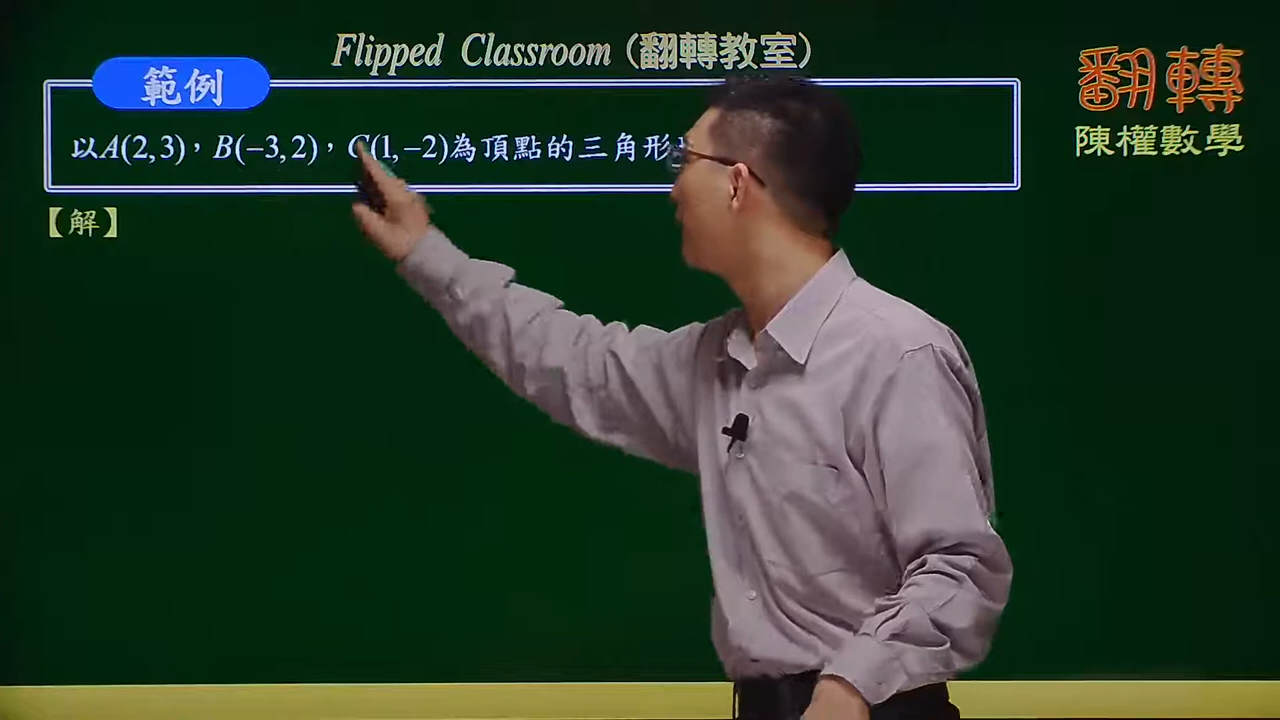 Flipped Classroom (翻轉教室)
翻轉
陳權數學
範例
以A(2,3),B(−3,2),C(1,−2)為頂點的三角形
【解】